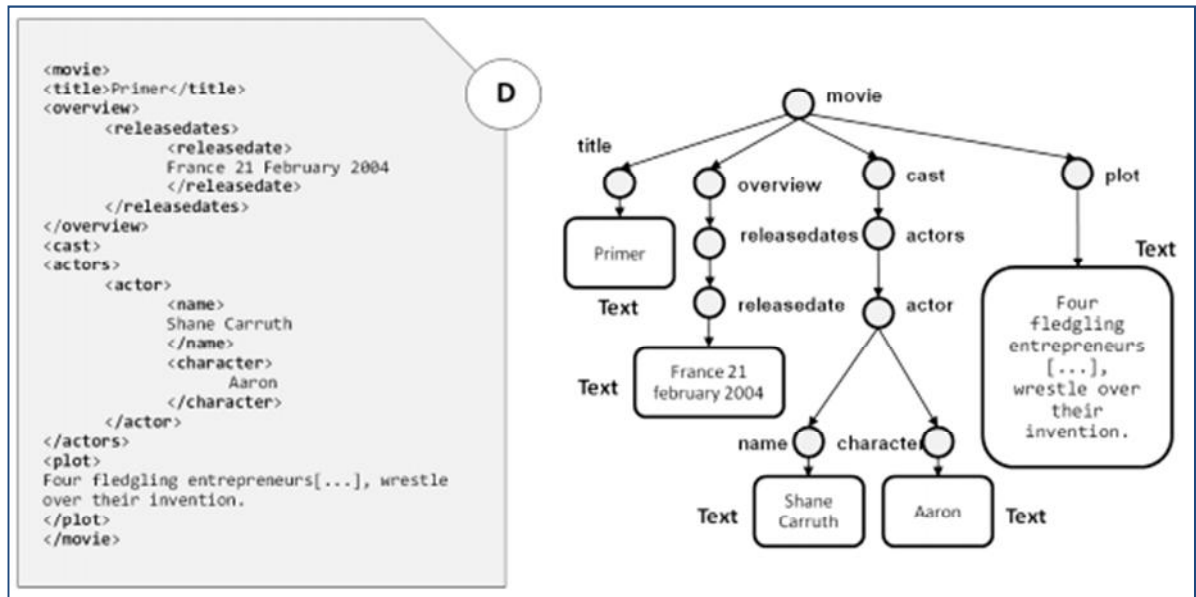 <movie>
<title>Primer</title>
<overview>
<releasedates>
<releasedate>
France 21 February 2004
</releasedate>
</releasedates>
</overview>
<cast>
<actors>
<actor>
<name>
Shane Carruth
</name>
<character>
Aaron
</character>
</actor>
</actors>
<plot>
Four fledgling entrepreneurs[...], wrestle
over their invention.
</plot>
</movie>
D
movie
title
overview
cast
plot
Primer
Text
releasedates
actors
releasedate
actor
Text
France 21
february 2004
Text
Four
fledgling
entrepreneurs
[...],
wrestle over
their
invention.
name
character
Text
Shane
Carruth
Aaron
Text